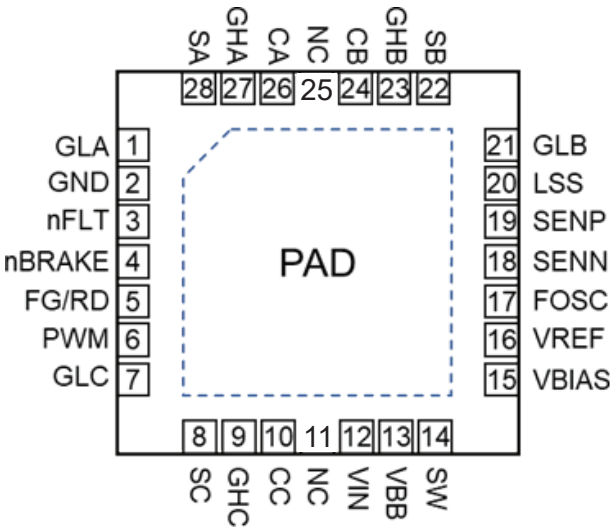 SA GHA CA NC CB GHB SB
28 27 26 25 24 23 22
GLA 1
GND 2
nFLT 3
nBRAKE 4
FG/RD 5
PWM 6
GLC 7
PAD
21 GLB
20 LSS
19 SENP
18 SENN
17 FOSC
16 VREF
15 VBIAS
8 9 10 11 12 13 14
SC GHC CC NC VIN VBB SW